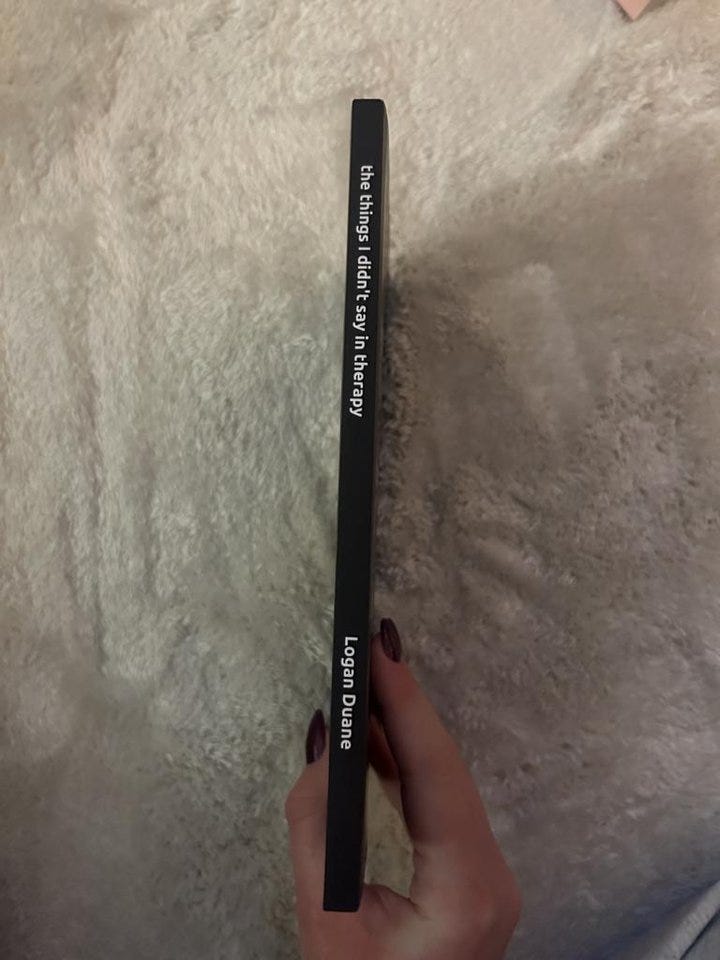 the things I didn't say in therapy
Logan Duane